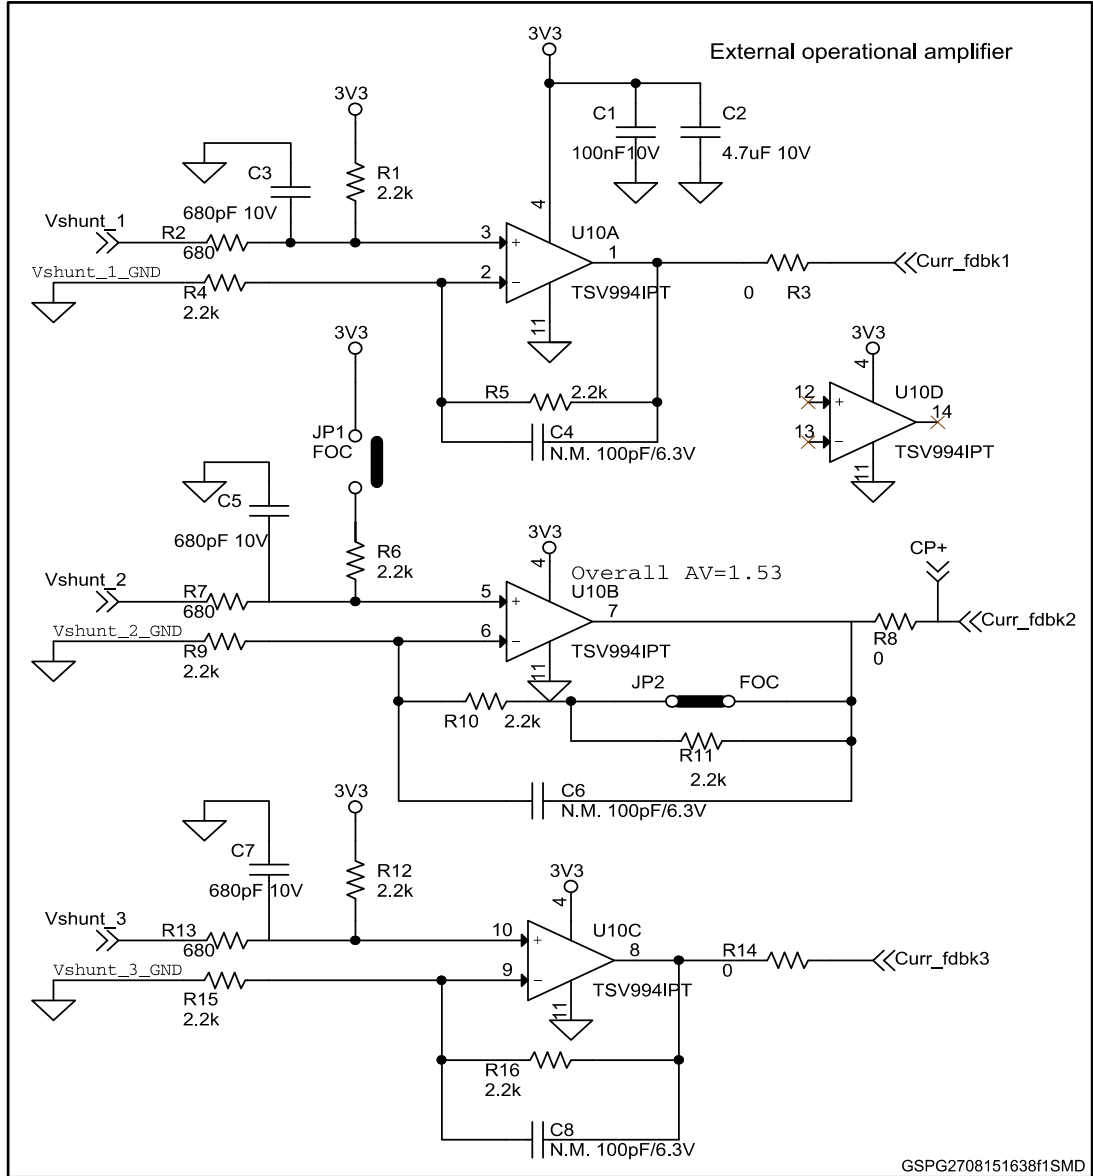 External operational amplifier
3V3
3V3
C1
100nF10V
C2
4.7uF 10V
C3
680pF 10V
R1
2.2k
4
Vshunt_1
R2
680
3
+
U10A
1
Vshunt_1_GND
R4
2.2k
2
−
TSV994IPT
11
0
R3
Curr_fdbk1
3V3
R5
2.2k
C4
N.M. 100pF/6.3V
3V3
4
12
+
U10D
14
13
−
TSV994IPT
11
JP1
FOC
C5
680pF 10V
R6
2.2k
3V3
4
Overall AV=1.53
CP+
Vshunt_2
R7
680
5
+
U10B
7
Vshunt_2_GND
R9
2.2k
6
−
TSV994IPT
11
R8
0
Curr_fdbk2
JP2
FOC
R10
2.2k
R11
2.2k
C6
N.M. 100pF/6.3V
3V3
C7
680pF 10V
R12
2.2k
3V3
4
Vshunt_3
R13
680
10
+
U10C
8
Vshunt_3_GND
R15
2.2k
9
−
TSV994IPT
11
R14
0
Curr_fdbk3
R16
2.2k
C8
N.M. 100pF/6.3V
GSPG2708151638f1SMD